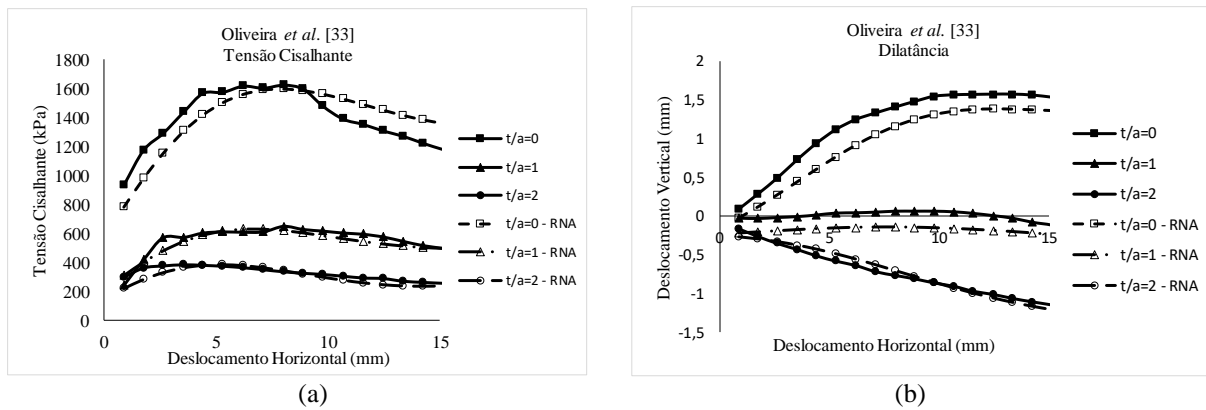 Oliveira et al. [33]
Tensão Cisalhante
Tensão Cisalhante (kPa)
1800
1600
1400
1200
1000
800
600
400
200
0
0 5 10 15
Deslocamento Horizontal (mm)
t/a=0
t/a=1
t/a=2
t/a=0 - RNA
t/a=1 - RNA
t/a=2 - RNA
(a)
Oliveira et al. [33]
Dilatância
Deslocamento Vertical (mm)
2
1,5
1
0,5
0
-0,5
-1
-1,5
0 5 10 15
Deslocamento Horizontal (mm)
t/a=0
t/a=1
t/a=2
t/a=0 - RNA
t/a=1 - RNA
t/a=2 - RNA
(b)